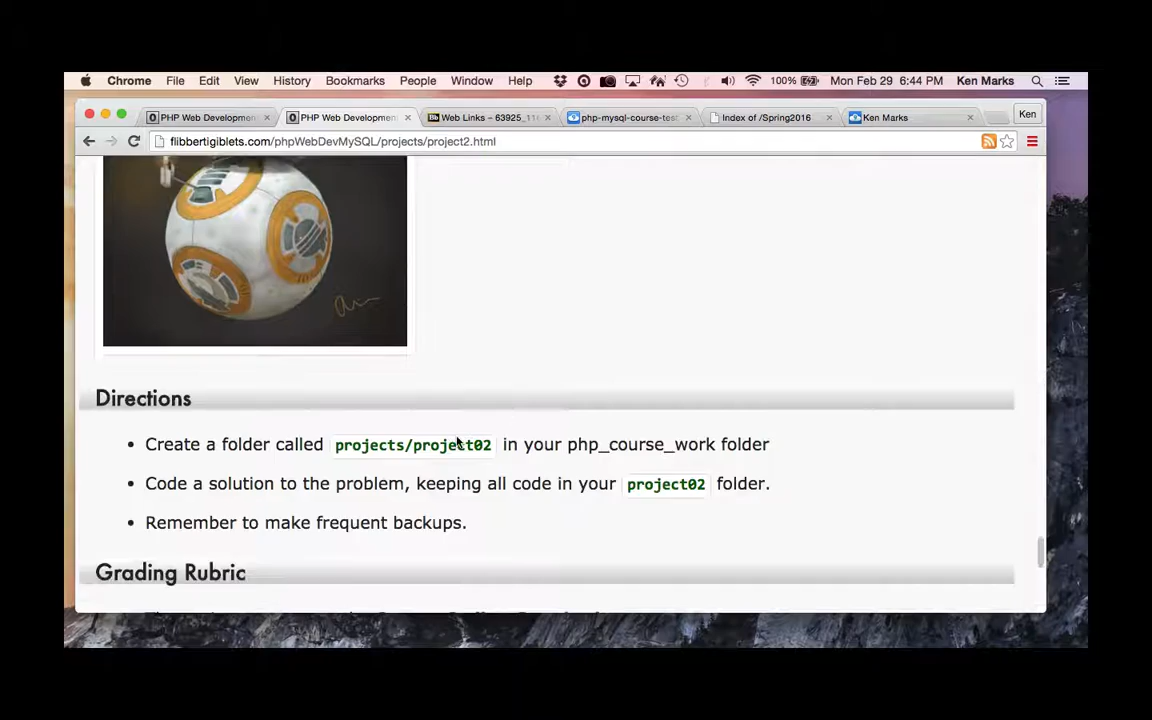 Chrome File Edit View History Bookmarks People Window Help 100% Mon Feb 29 6:44 PM Ken Marks
PHP Web Developmen PHP Web Developmen Bb Web Links – 63925_11 php-mysql-course-test Index of /Spring2016 Ken Marks Ken
flibbertigiblets.com/phpWebDevMySQL/projects/project2.html
Directions
• Create a folder called projects/project02 in your php_course_work folder
• Code a solution to the problem, keeping all code in your project02 folder.
• Remember to make frequent backups.
Grading Rubric